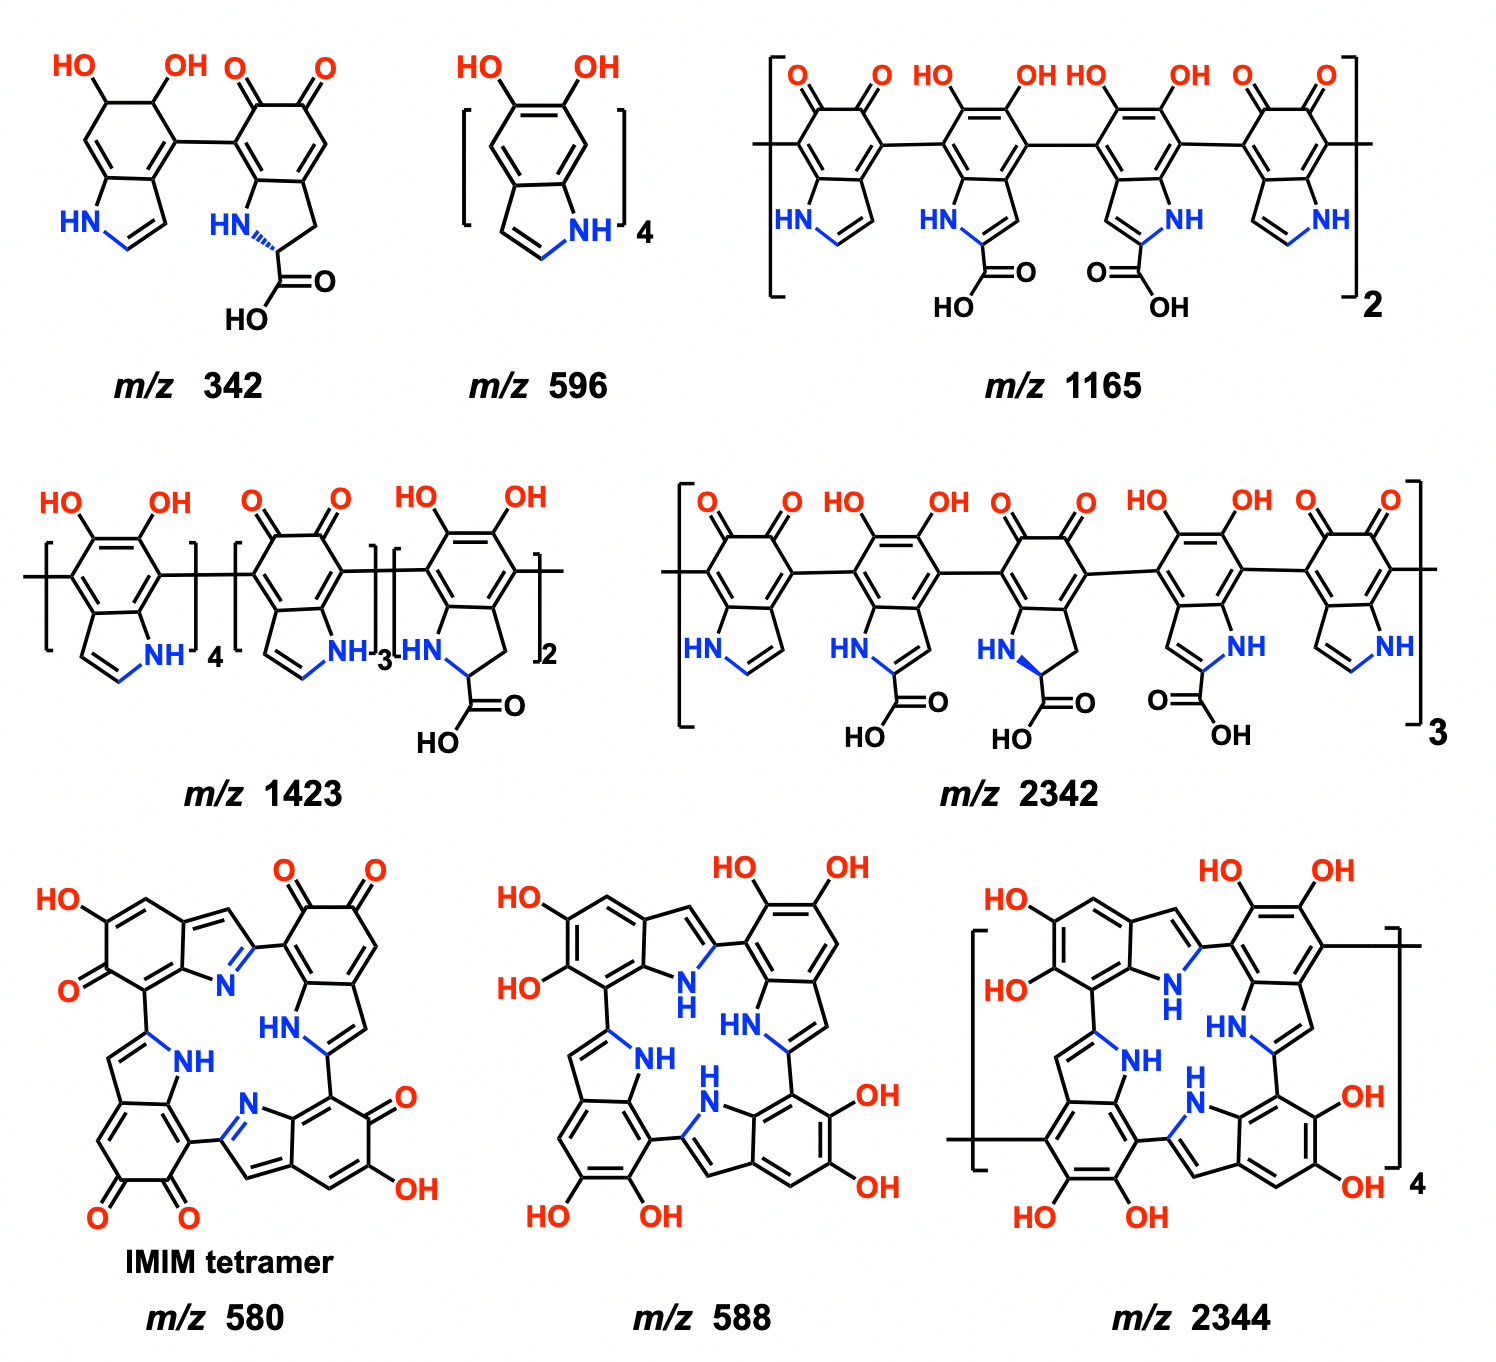 HO OH O O
HN HN
O
HO
m/z 342
HO OH
NH 4
m/z 596
O O HO OH HO OH O O
HN HN NH NH
O O
HO OH
2
m/z 1165
HO OH O O HO OH
NH 4 NH 3 HN 2
O
HO
m/z 1423
O O HO OH O O HO OH O O
HN HN HN NH NH
O O O
HO HO OH
3
m/z 2342
O O
HO
N
O
HN
NH
N O
OH
O O
IMIM tetramer
m/z 580
HO OH
HO
HO N
H
HN
NH
H
N OH
OH
HO OH
m/z 588
HO OH
HO
HO N
H
HN
NH
H
N OH
OH 4
HO OH
m/z 2344